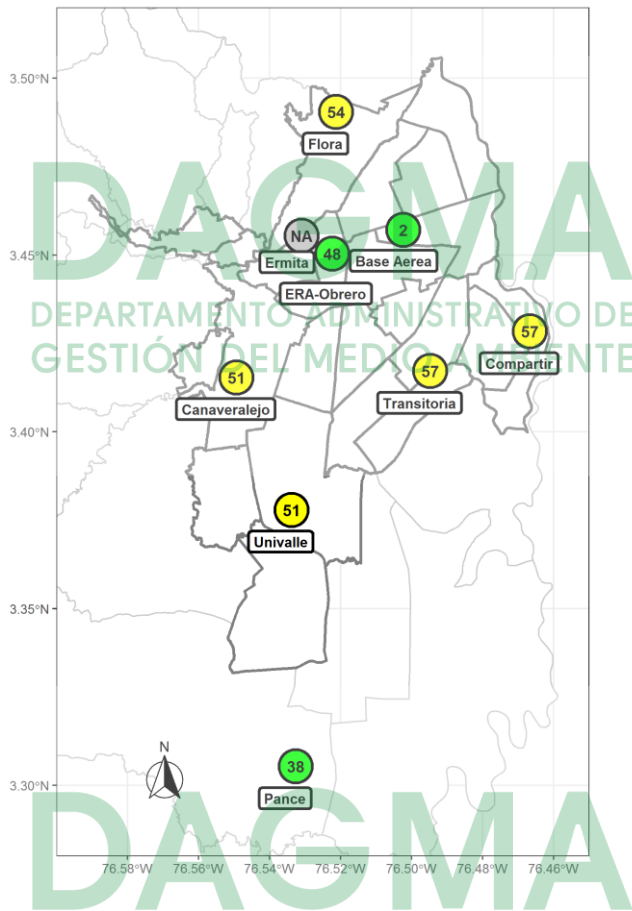 3.50°N
54
Flora
DAGMA
NA
48
2
Ermita
Base Aerea
3.45°N
ERA-Obrero
DEPARTAMENTO ADMINISTRATIVO DE
GESTIÓN DEL MEDIO AMBIENTE
57
Compartir
57
Transitoria
51
Canaveralejo
3.40°N
51
Univalle
3.35°N
N
38
3.30°N
Pance
DAGMA
76.58°W 76.56°W 76.54°W 76.52°W 76.50°W 76.48°W 76.46°W